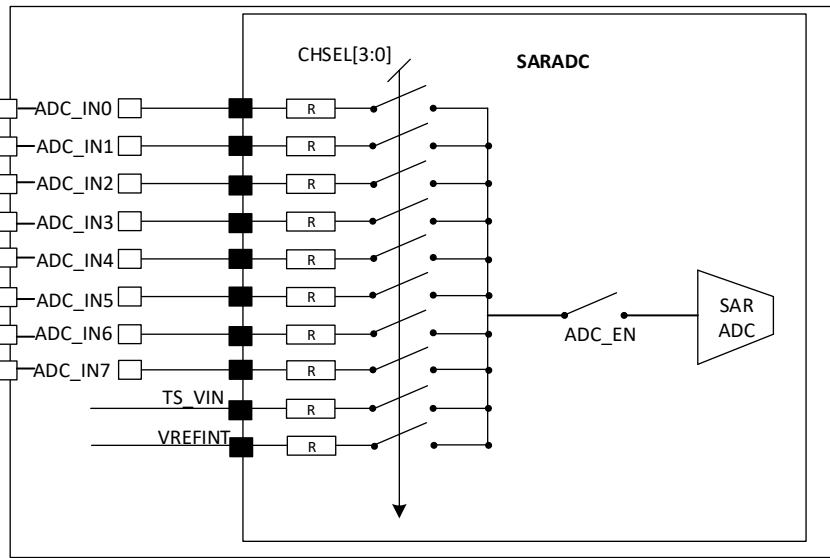 CHSEL[3:0]
SARADC
ADC_IN0
R
ADC_IN1
R
ADC_IN2
R
ADC_IN3
R
ADC_IN4
R
ADC_IN5
R
ADC_IN6
R
ADC_IN7
R
TS_VIN
R
VREFINT
R
ADC_EN
SAR
ADC